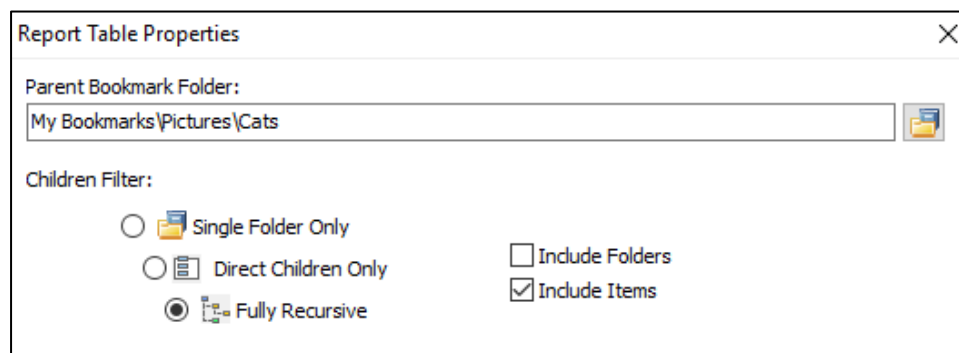 Report Table Properties
Parent Bookmark Folder:
My Bookmarks\Pictures\Cats
Children Filter:
Single Folder Only
Direct Children Only
Fully Recursive
Include Folders
Include Items